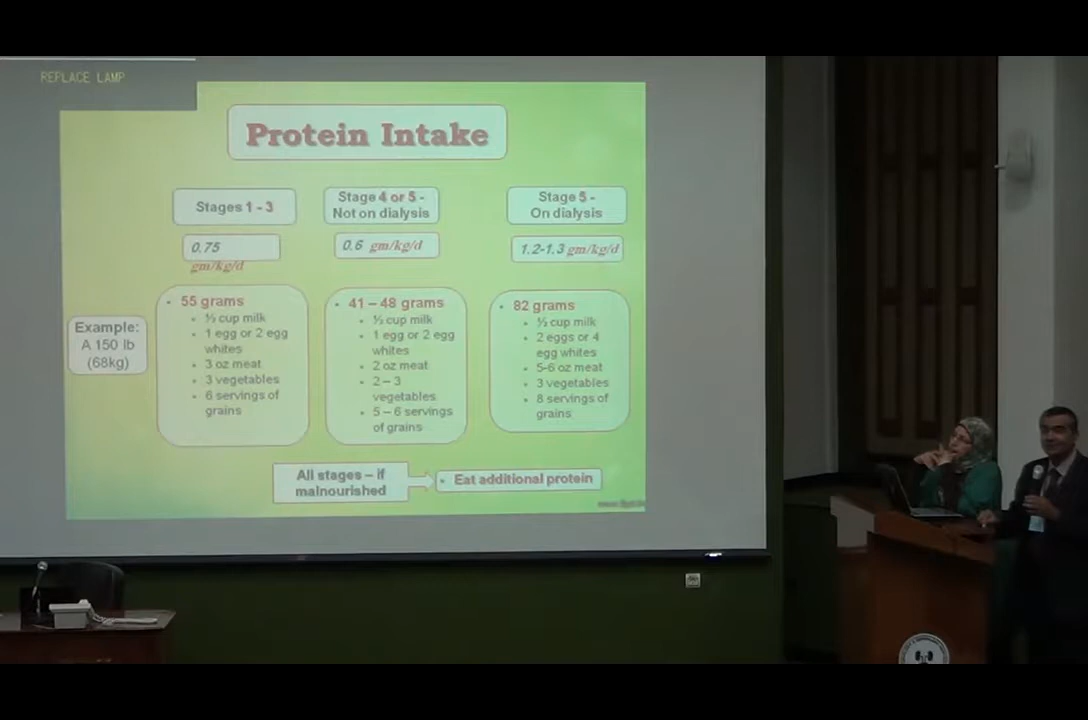 REPLACE LAMP
Protein Intake
Stages 1 - 3
Stage 4 or 5 -
Not on dialysis
Stage 5 -
On dialysis
0.75
gm/kg/d
0.6 gm/kg/d
1.2-1.3 gm/kg/d
Example:
A 150 lb
(68kg)
• 55 grams
• ½ cup milk
• 1 egg or 2 egg
whites
• 3 oz meat
• 3 vegetables
• 6 servings of
grains
• 41 – 48 grams
• ½ cup milk
• 1 egg or 2 egg
whites
• 2 oz meat
• 2 – 3
vegetables
• 5 – 6 servings
of grains
• 82 grams
• ½ cup milk
• 2 eggs or 4
egg whites
• 5-6 oz meat
• 3 vegetables
• 8 servings of
grains
All stages – if
malnourished
• Eat additional protein